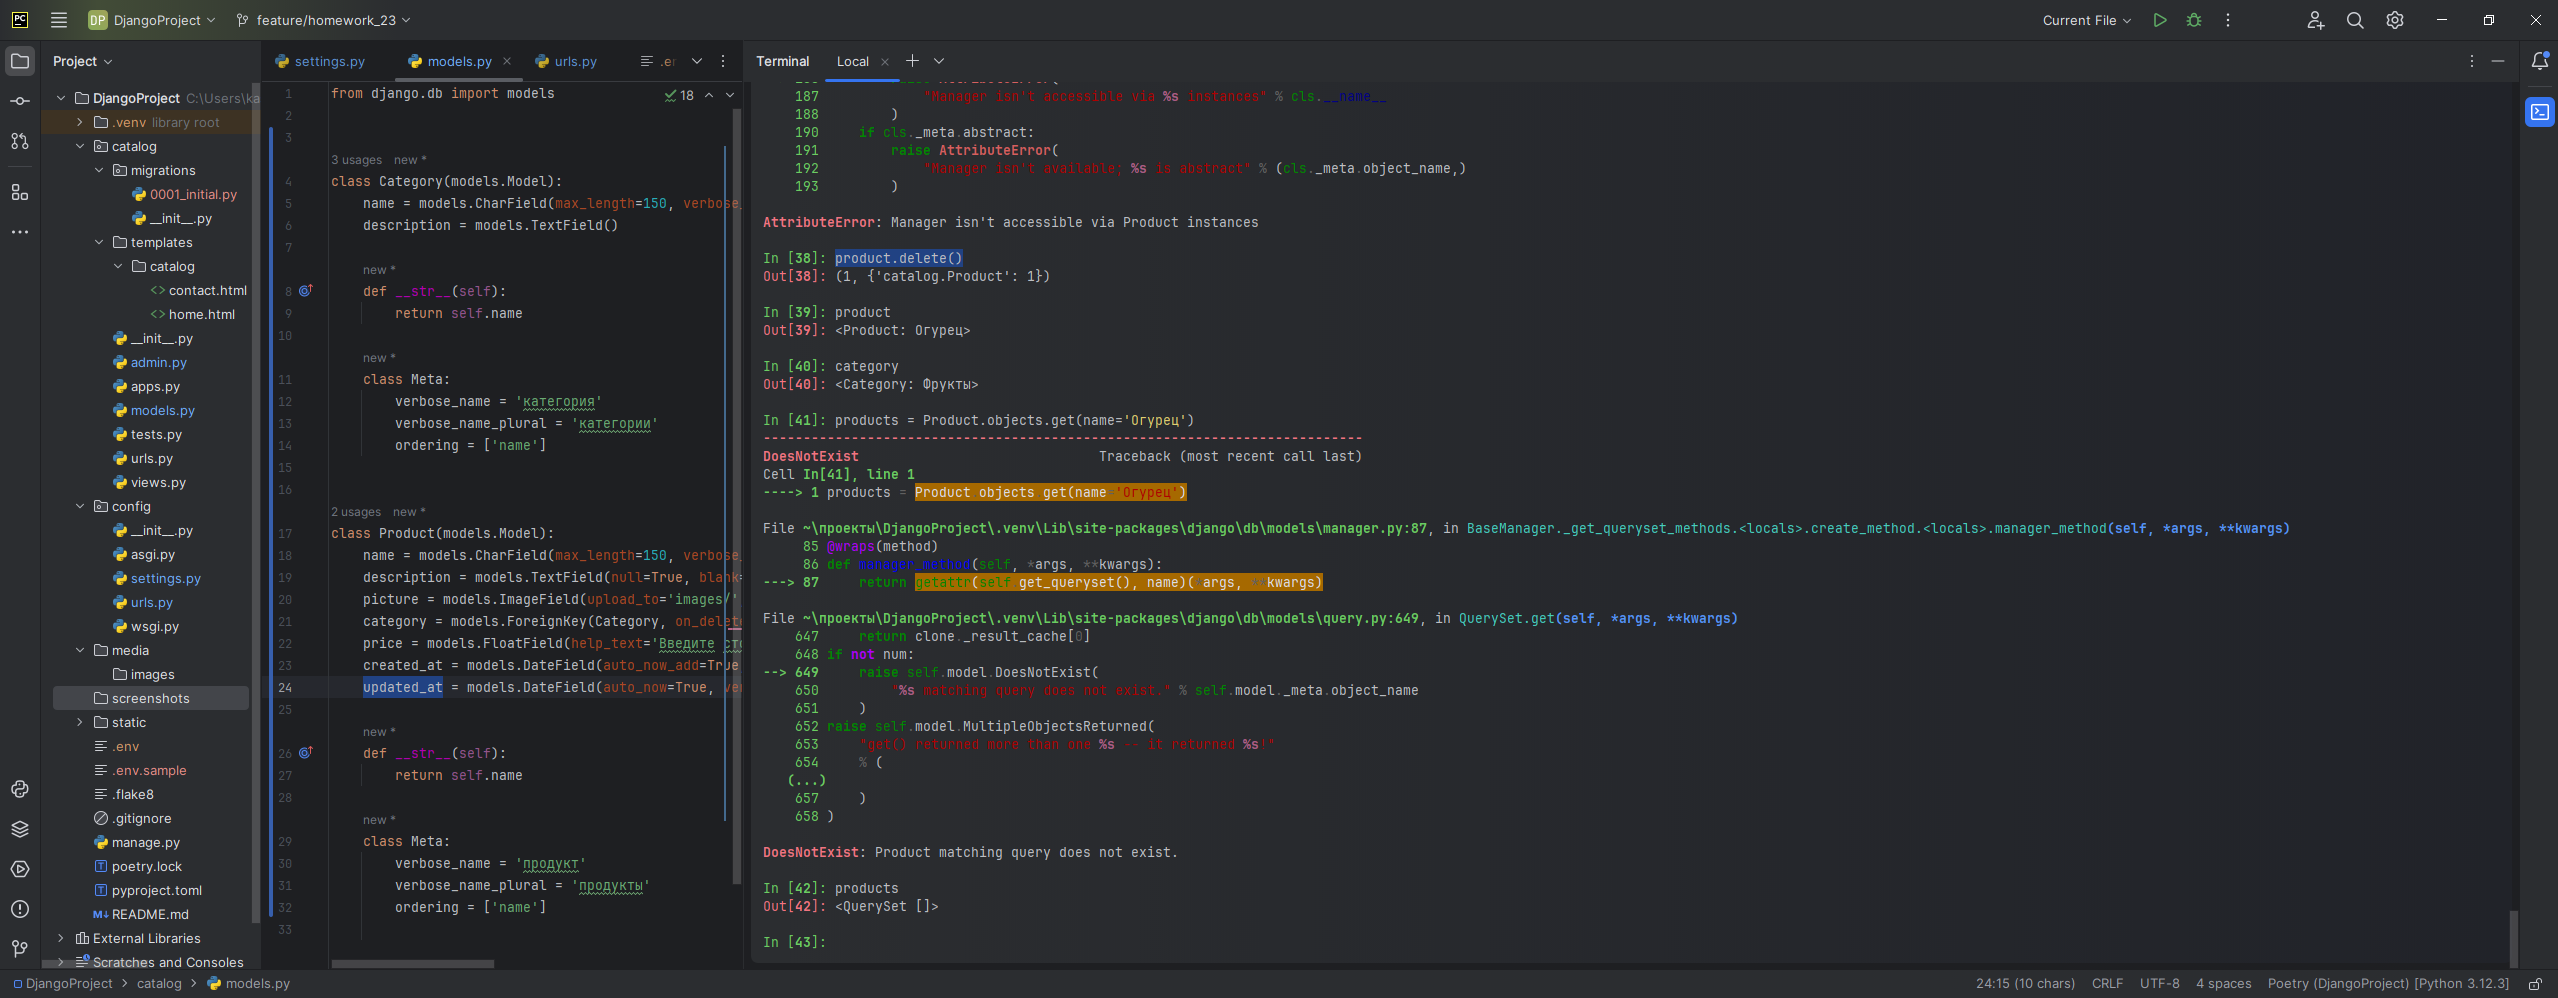 PC DP DjangoProject feature/homework_23 Current File
Project
DjangoProject C:\Users\ka
.venv library root
catalog
migrations
0001_initial.py
__init__.py
templates
catalog
contact.html
home.html
__init__.py
admin.py
apps.py
models.py
tests.py
urls.py
views.py
config
__init__.py
asgi.py
settings.py
urls.py
wsgi.py
media
images
screenshots
static
.env
.env.sample
.flake8
.gitignore
manage.py
poetry.lock
pyproject.toml
README.md
External Libraries
Scratches and Consoles
settings.py models.py urls.py
18
1 from django.db import models
2
3
3 usages new *
4 class Category(models.Model):
5 name = models.CharField(max_length=150, verbose_
6 description = models.TextField()
7
new *
8 def __str__(self):
9 return self.name
10
new *
11 class Meta:
12 verbose_name = 'категория'
13 verbose_name_plural = 'категории'
14 ordering = ['name']
15
16
2 usages new *
17 class Product(models.Model):
18 name = models.CharField(max_length=150, verbose_
19 description = models.TextField(null=True, blank=
20 picture = models.ImageField(upload_to='images/'
21 category = models.ForeignKey(Category, on_delet
22 price = models.FloatField(help_text='Введите сто
23 created_at = models.DateField(auto_now_add=True
24 updated_at = models.DateField(auto_now=True, ver
25
new *
26 def __str__(self):
27 return self.name
28
new *
29 class Meta:
30 verbose_name = 'продукт'
31 verbose_name_plural = 'продукты'
32 ordering = ['name']
33
Terminal Local
187 "Manager isn't accessible via %s instances" % cls.__name__
188 )
190 if cls._meta.abstract:
191 raise AttributeError(
192 "Manager isn't available; %s is abstract" % (cls._meta.object_name,)
193 )
AttributeError: Manager isn't accessible via Product instances
In [38]: product.delete()
Out[38]: (1, {'catalog.Product': 1})
In [39]: product
Out[39]: <Product: Огурец>
In [40]: category
Out[40]: <Category: Фрукты>
In [41]: products = Product.objects.get(name='Огурец')
---------------------------------------------------------------------------
DoesNotExist Traceback (most recent call last)
Cell In[41], line 1
----> 1 products = Product.objects.get(name='Огурец')
File ~\проекты\DjangoProject\.venv\Lib\site-packages\django\db\models\manager.py:87, in BaseManager._get_queryset_methods.<locals>.create_method.<locals>.manager_method(self, *args, **kwargs)
85 @wraps(method)
86 def manager_method(self, *args, **kwargs):
---> 87 return getattr(self.get_queryset(), name)(*args, **kwargs)
File ~\проекты\DjangoProject\.venv\Lib\site-packages\django\db\models\query.py:649, in QuerySet.get(self, *args, **kwargs)
647 return clone._result_cache[0]
648 if not num:
--> 649 raise self.model.DoesNotExist(
650 "%s matching query does not exist." % self.model._meta.object_name
651 )
652 raise self.model.MultipleObjectsReturned(
653 "get() returned more than one %s -- it returned %s!"
654 % (
(...)
657 )
658 )
DoesNotExist: Product matching query does not exist.
In [42]: products
Out[42]: <QuerySet []>
In [43]:
DjangoProject > catalog > models.py 24:15 (10 chars) CRLF UTF-8 4 spaces Poetry (DjangoProject) [Python 3.12.3]